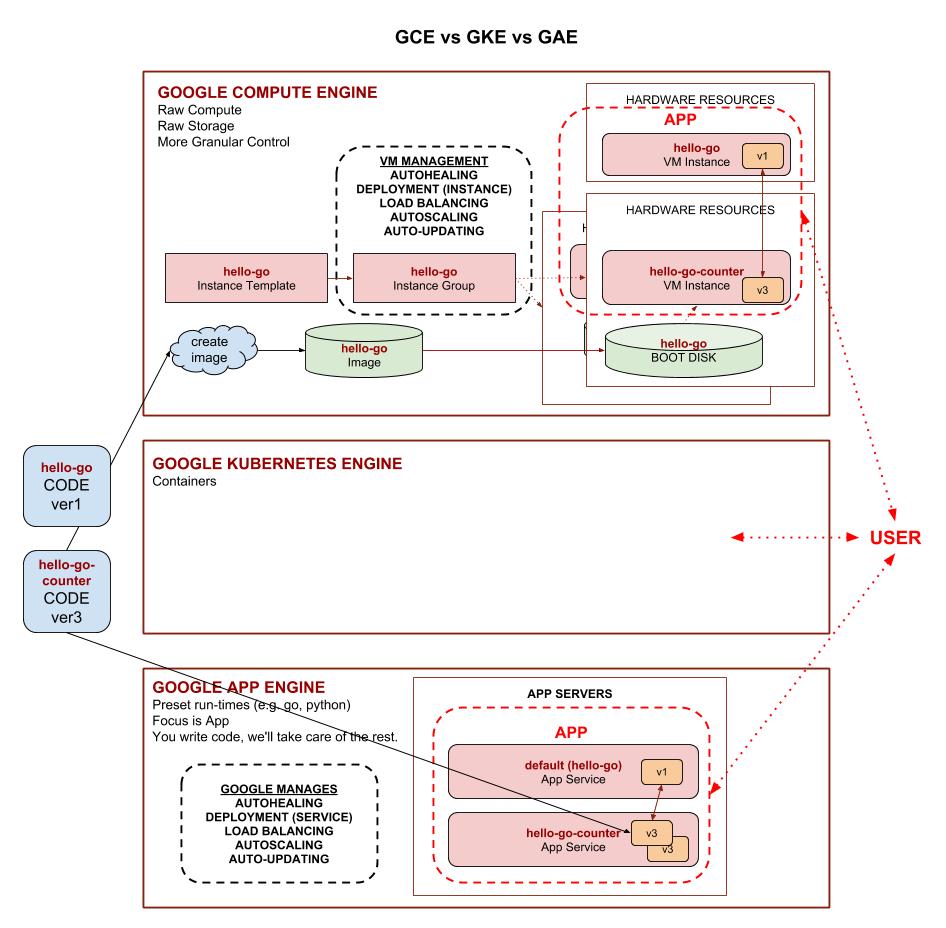 GCE vs GKE vs GAE
GOOGLE COMPUTE ENGINE
Raw Compute
Raw Storage
More Granular Control
VM MANAGEMENT
AUTOHEALING
DEPLOYMENT (INSTANCE)
LOAD BALANCING
AUTOSCALING
AUTO-UPDATING
HARDWARE RESOURCES
APP
hello-go
VM Instance
v1
HARDWARE RESOURCES
hello-go-counter
VM Instance
v3
hello-go
Instance Template
hello-go
Instance Group
create
image
hello-go
Image
hello-go
BOOT DISK
hello-go
CODE
ver1
hello-go-
counter
CODE
ver3
GOOGLE KUBERNETES ENGINE
Containers
USER
GOOGLE APP ENGINE
Preset run-times (e.g. go, python)
Focus is App
You write code, we'll take care of the rest.
GOOGLE MANAGES
AUTOHEALING
DEPLOYMENT (SERVICE)
LOAD BALANCING
AUTOSCALING
AUTO-UPDATING
APP SERVERS
APP
default (hello-go)
App Service
v1
hello-go-counter
App Service
v3
v3